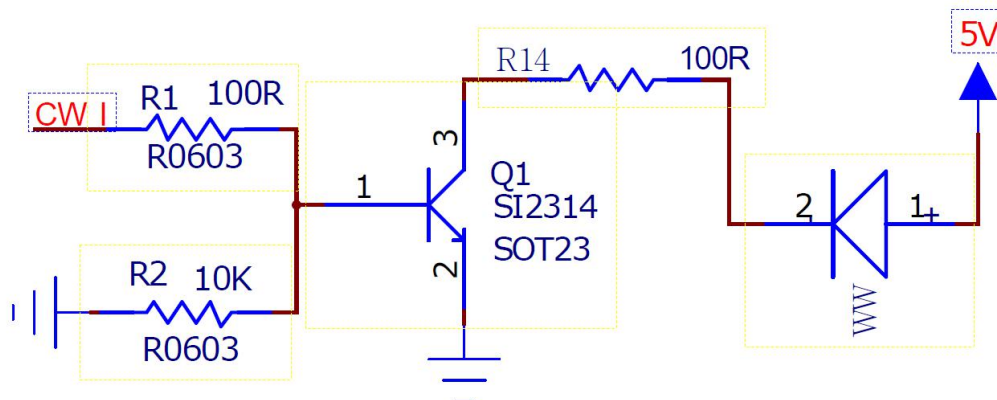 CW I
R1 100R
R0603
R2 10K
R0603
1
3
2
Q1
SI2314
SOT23
R14 100R
2 1+
WW
5V